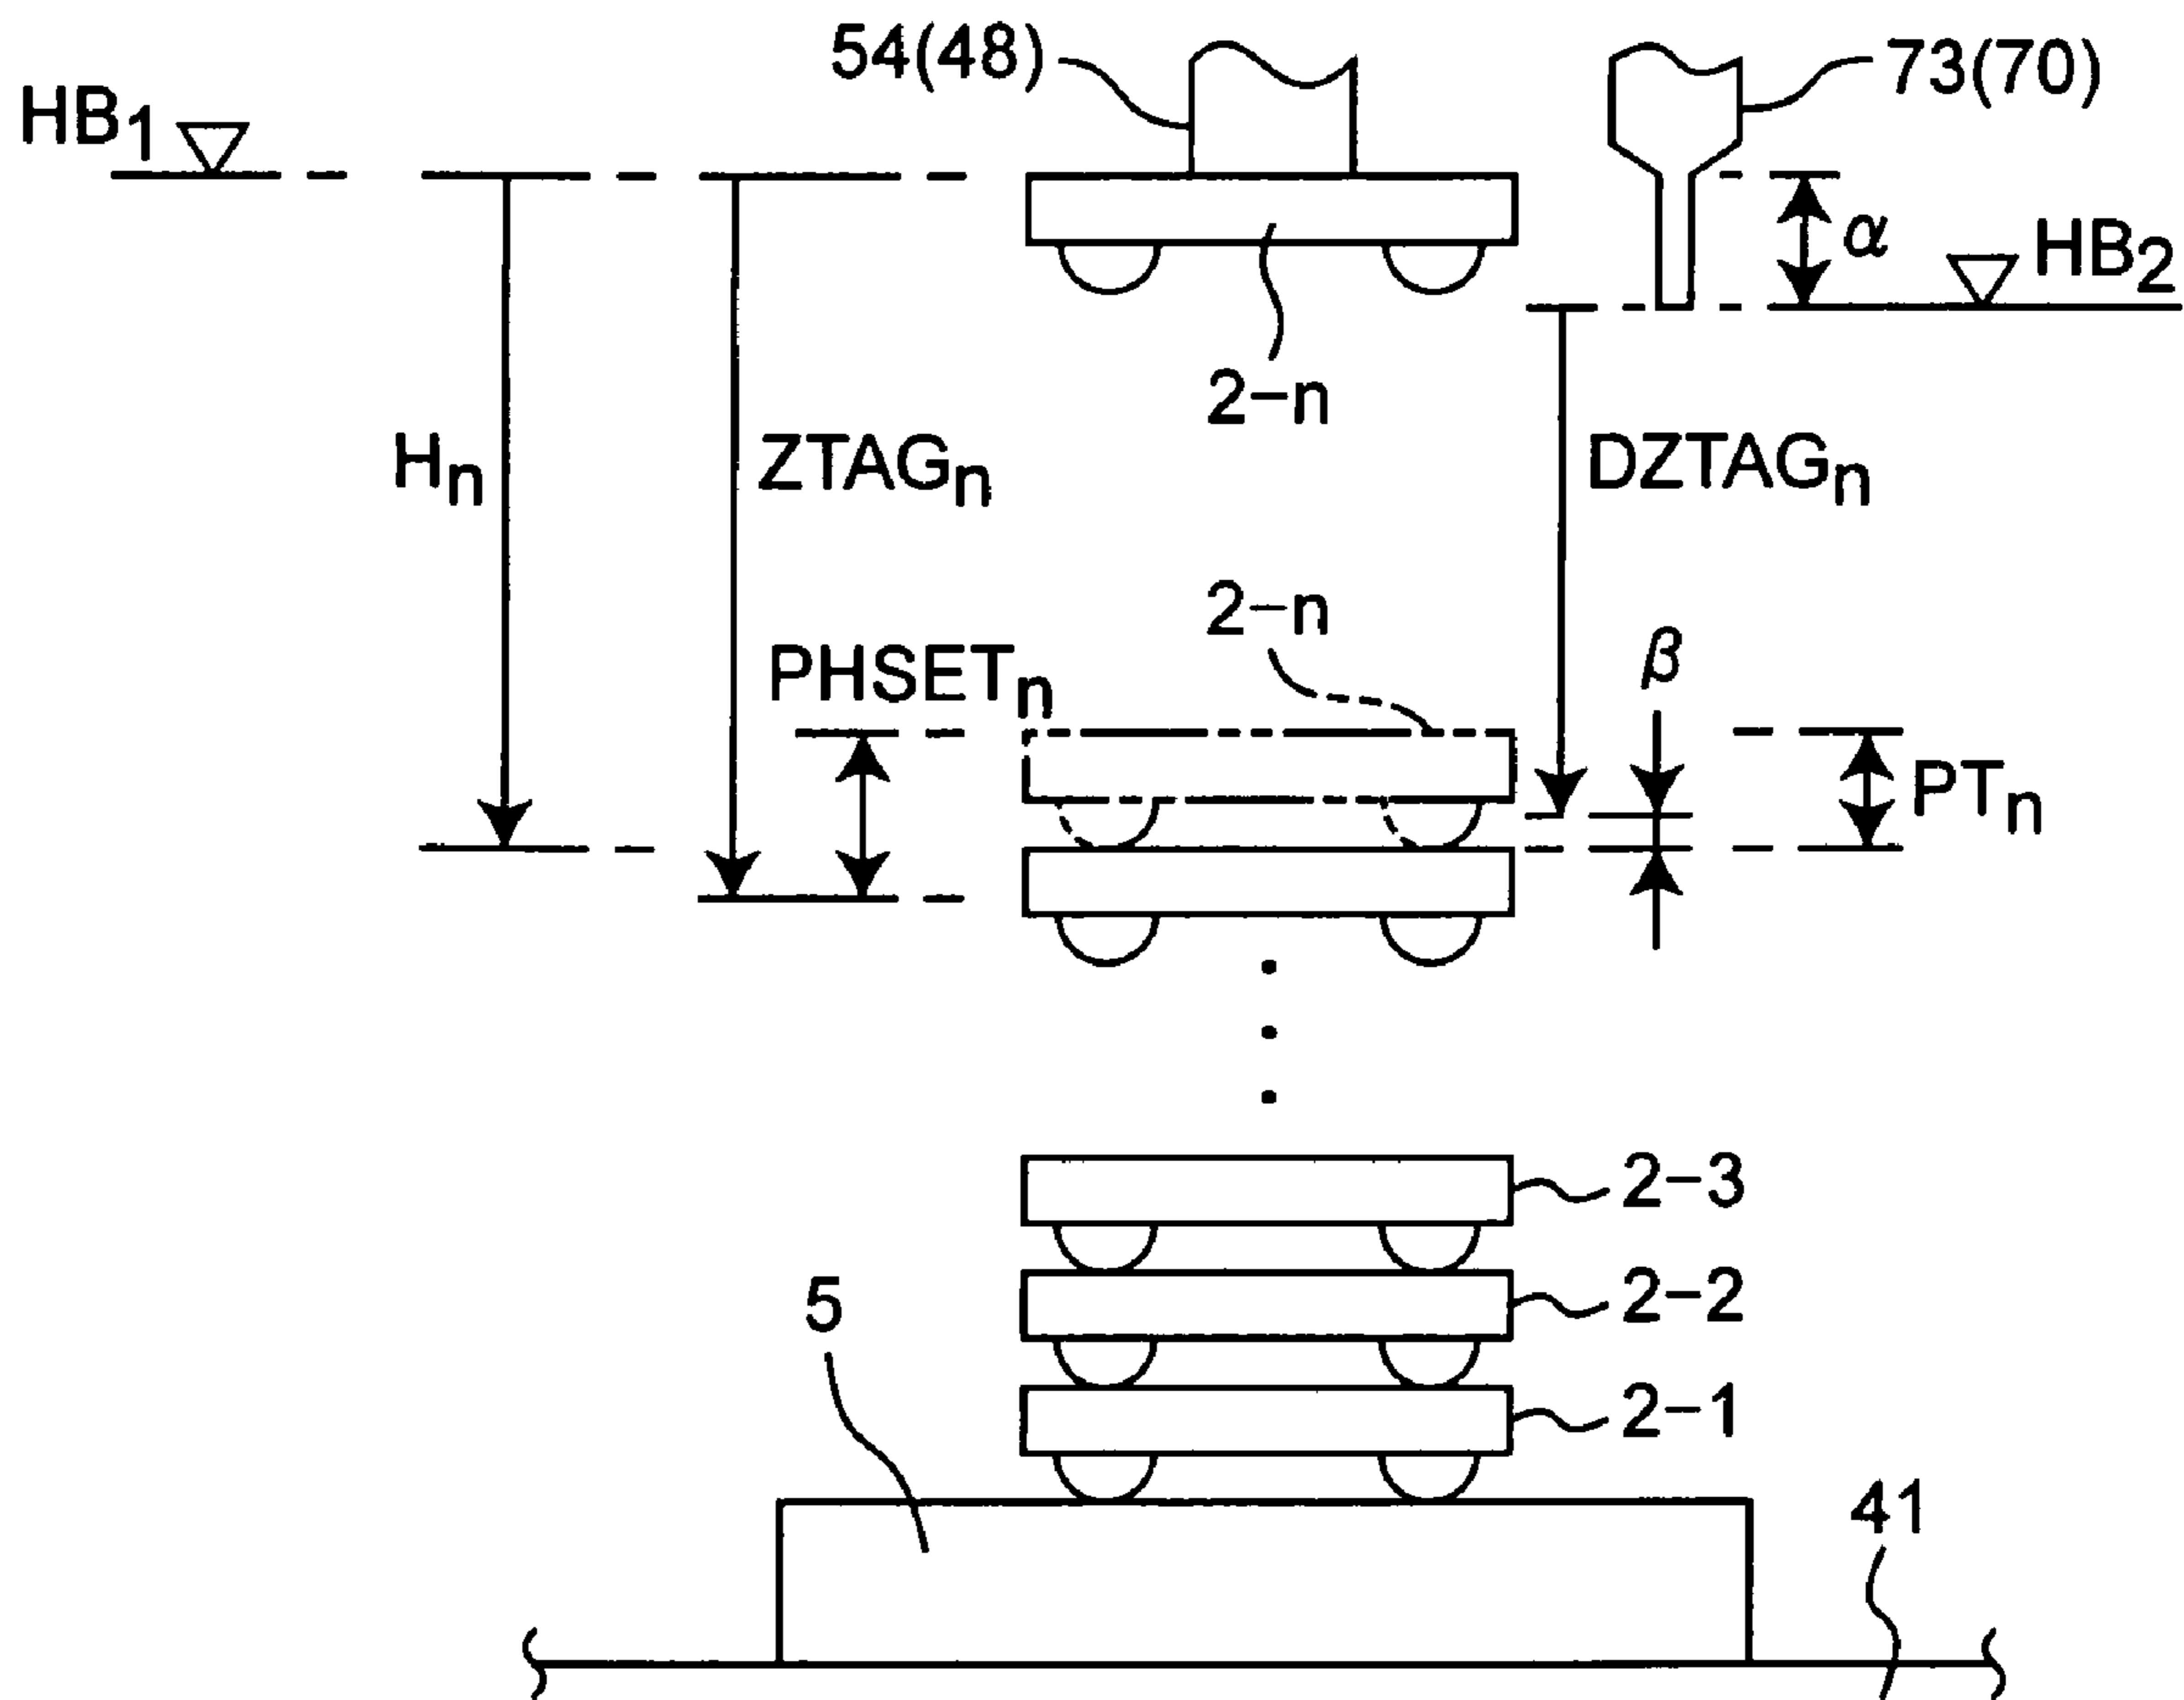 54(48)
73(70)
HB1
α
HB2
2-n
Hn
ZTAGn
DZTAGn
2-n
PHSETn
β
PTn
2-3
5
2-2
2-1
41